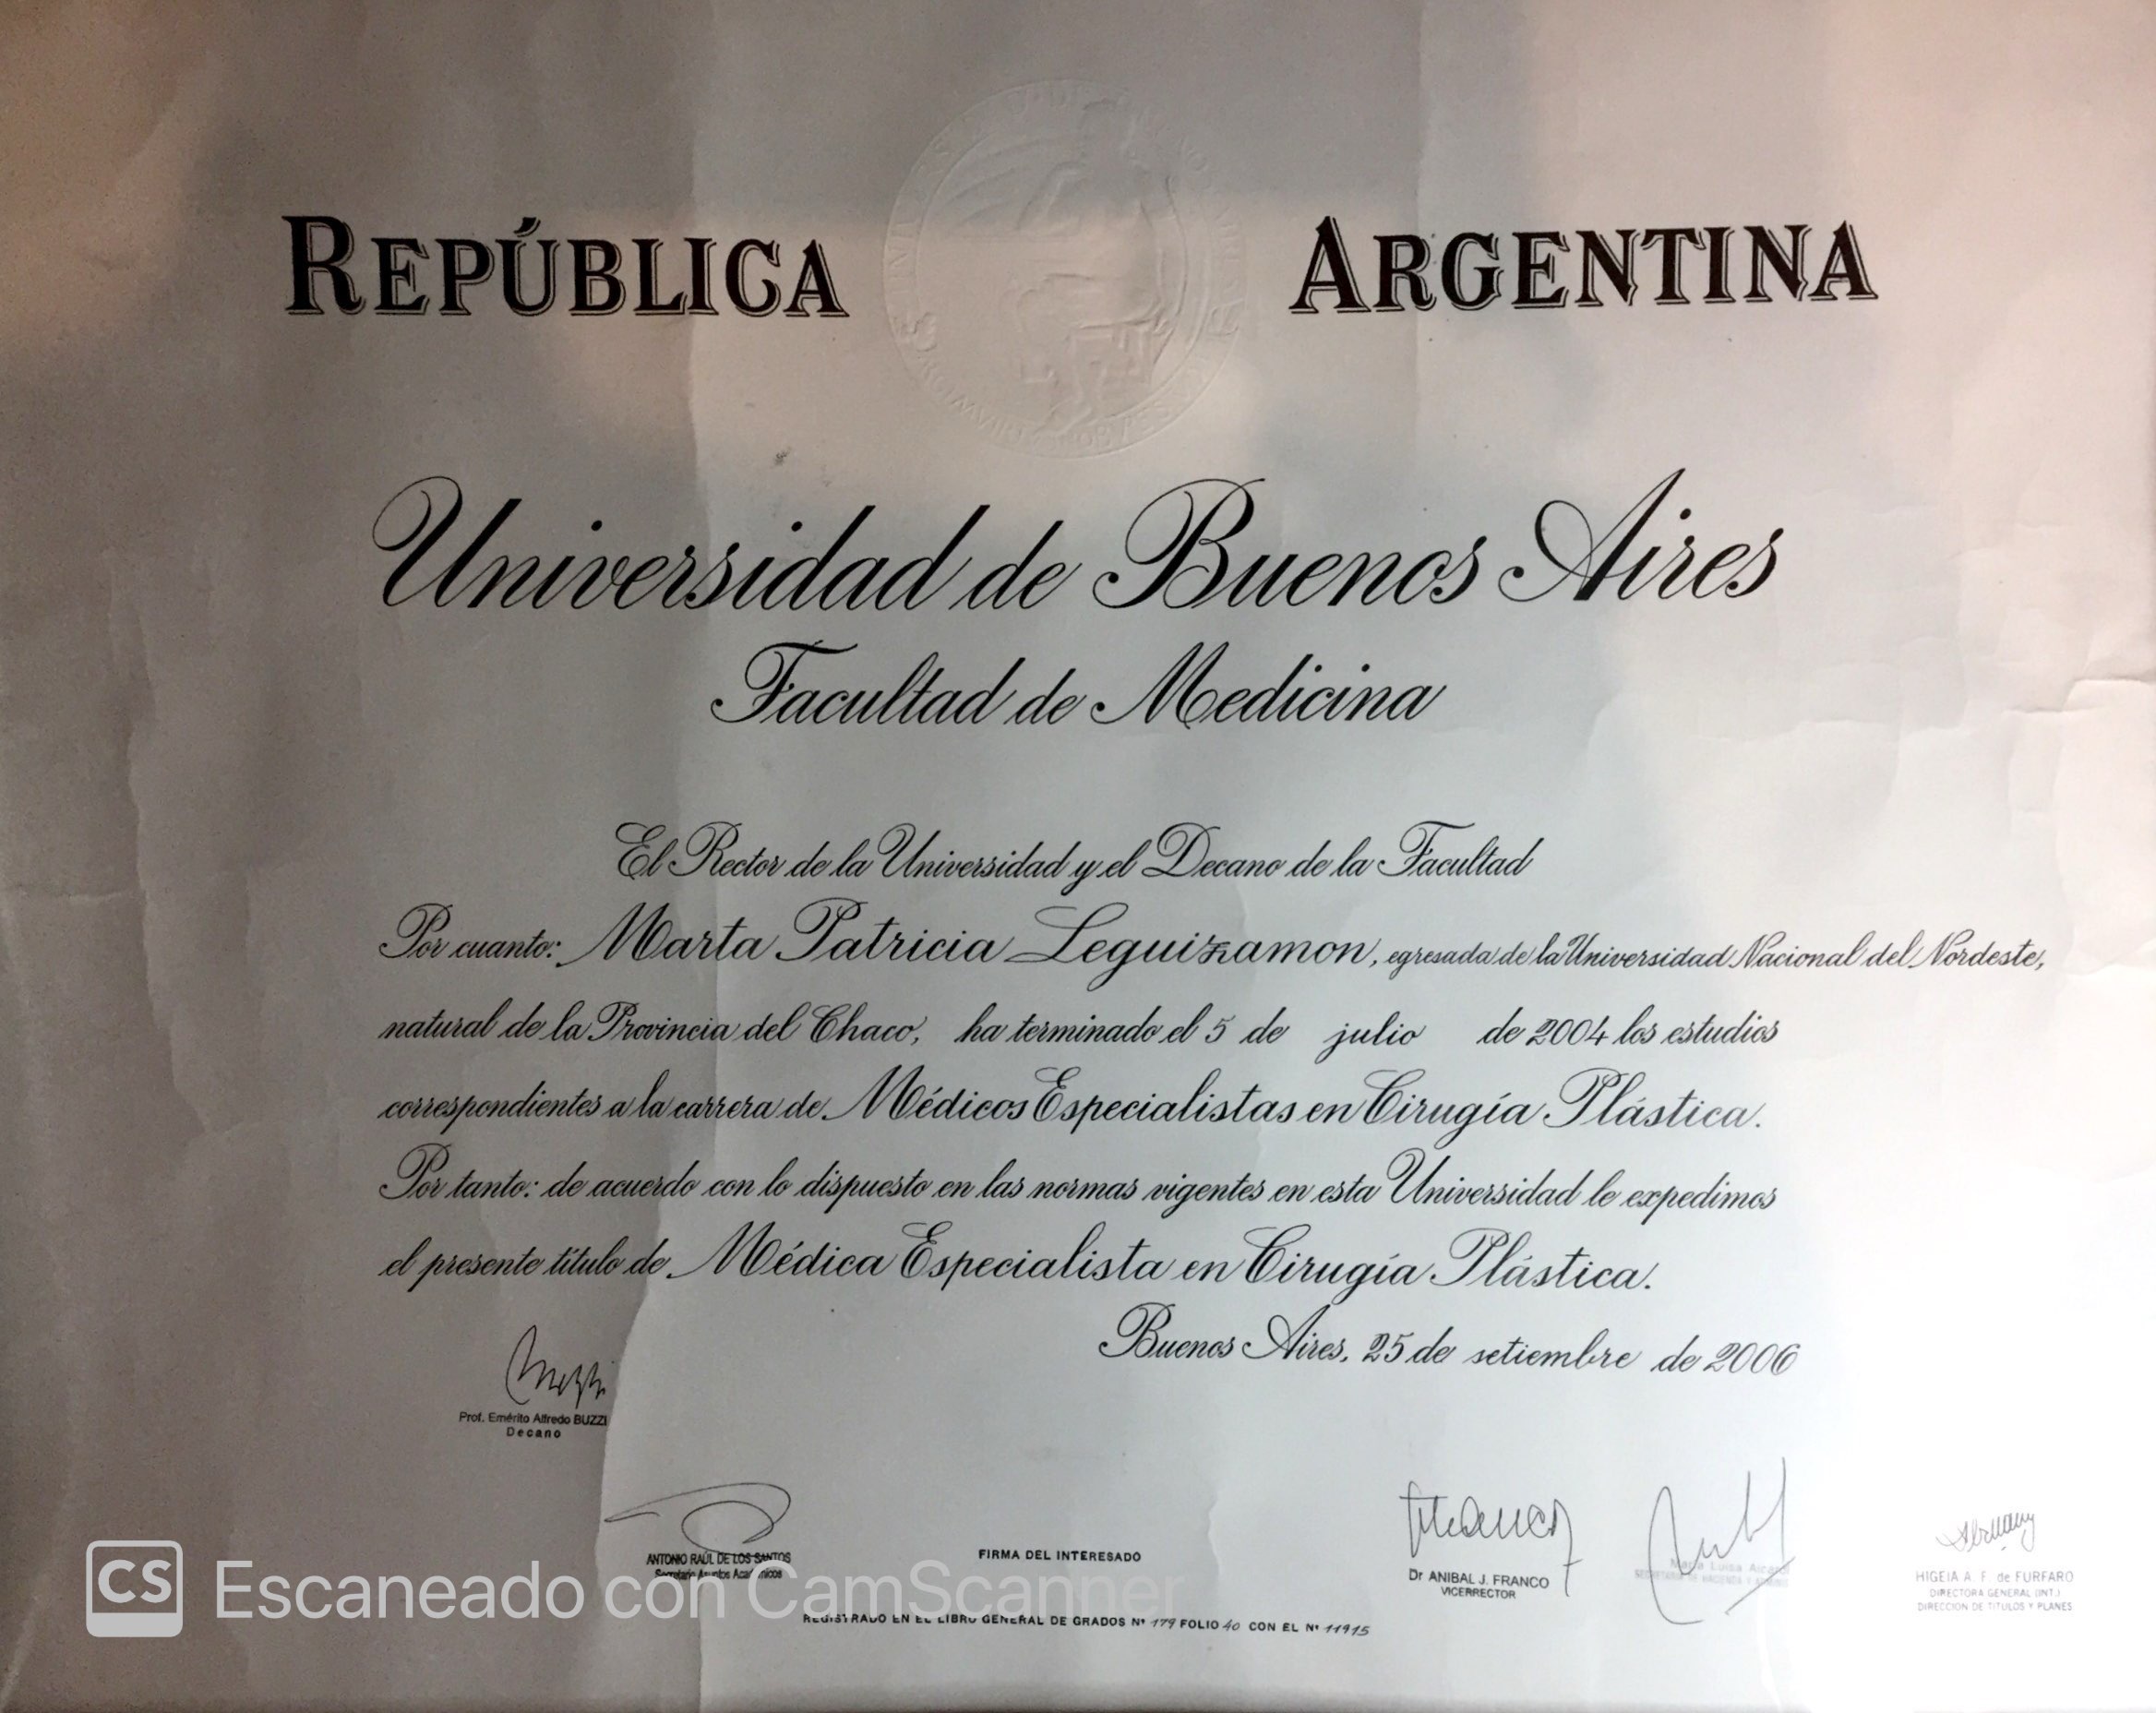 REPÚBLICA ARGENTINA
Universidad de Buenos Aires
Facultad de Medicina
El Rector de la Universidad y el Decano de la Facultad
Por cuanto: Marta Patricia Leguizamon, egresada de la Universidad Nacional del Nordeste,
natural de la Provincia del Chaco, ha terminado el 5 de julio de 2004 los estudios
correspondientes a la carrera de Médicos Especialistas en Cirugía Plástica.
Por tanto: de acuerdo con lo dispuesto en las normas vigentes en esta Universidad le expedimos
el presente título de Médica Especialista en Cirugía Plástica.
Buenos Aires, 25 de setiembre de 2006
Prof. Emérito Alfredo BUZZI
Decano
ANTONIO RAÚL DE LOS SANTOS
Secretario Asuntos Académicos
FIRMA DEL INTERESADO
Dr ANIBAL J. FRANCO
VICERRECTOR
Maria Luisa
HIGEIA A. F. de FURFARO
DIRECTORA GENERAL (INT.)
DIRECCION DE TITULOS Y PLANES
REGISTRADO EN EL LIBRO GENERAL DE GRADOS Nº 179 FOLIO 40 CON EL Nº 11915
CS Escaneado con CamScanner